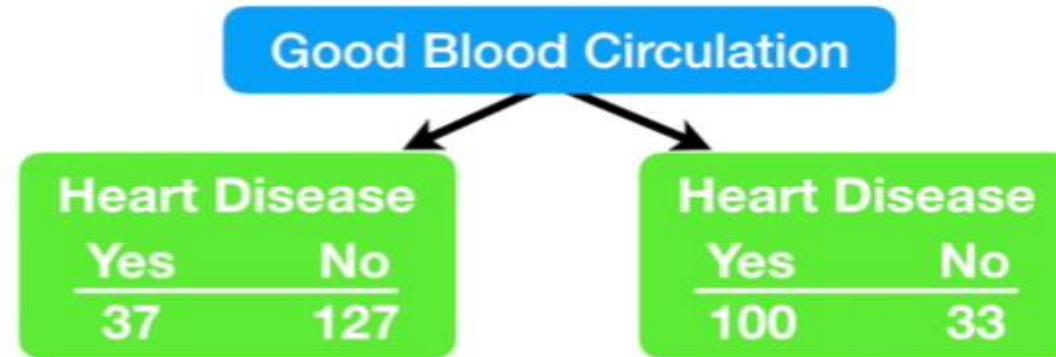 Good Blood Circulation
Heart Disease
Yes No
37 127
Heart Disease
Yes No
100 33